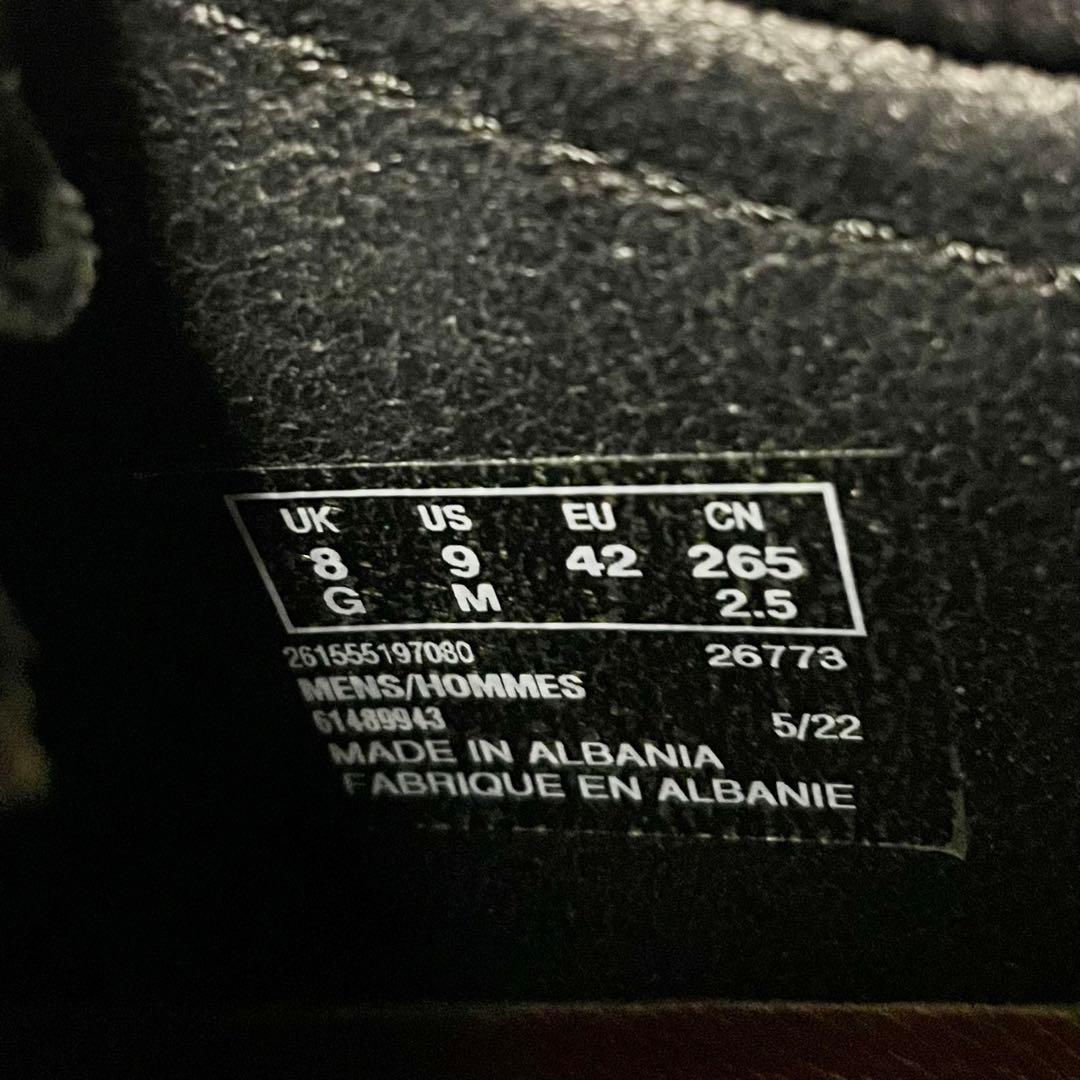 UK US EU CN
8 9 42 265
G M 2.5
261555197080 26773
MENS/HOMMES
61489943 5/22
MADE IN ALBANIA
FABRIQUE EN ALBANIE